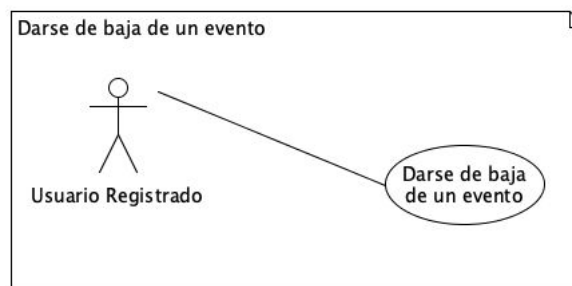 Darse de baja de un evento
Usuario Registrado
Darse de baja
de un evento